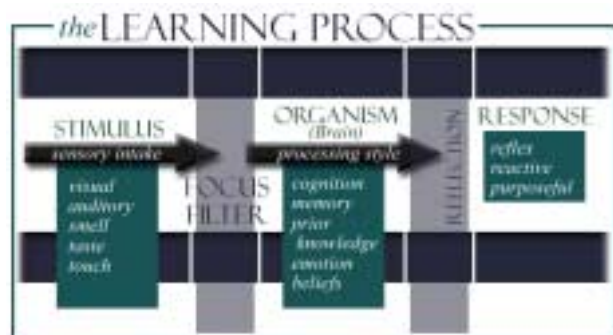 the LEARNING PROCESS
STIMULUS
sensory intake
visual
auditory
smell
taste
touch
FOCUS
FILTER
ORGANISM
(Brain)
processing style
cognition
memory
prior
knowledge
emotion
beliefs
REFLECTION
RESPONSE
reflex
reactive
purposeful